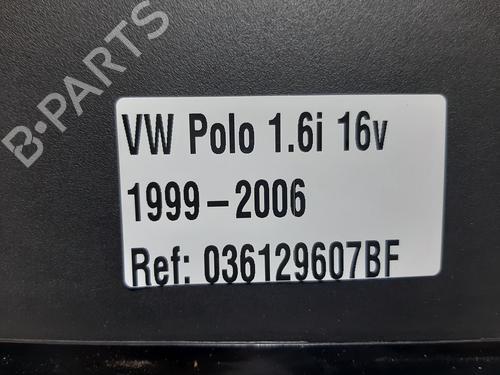 B-PARTS
VW Polo 1.6i 16v
1999-2006
Ref: 036129607BF